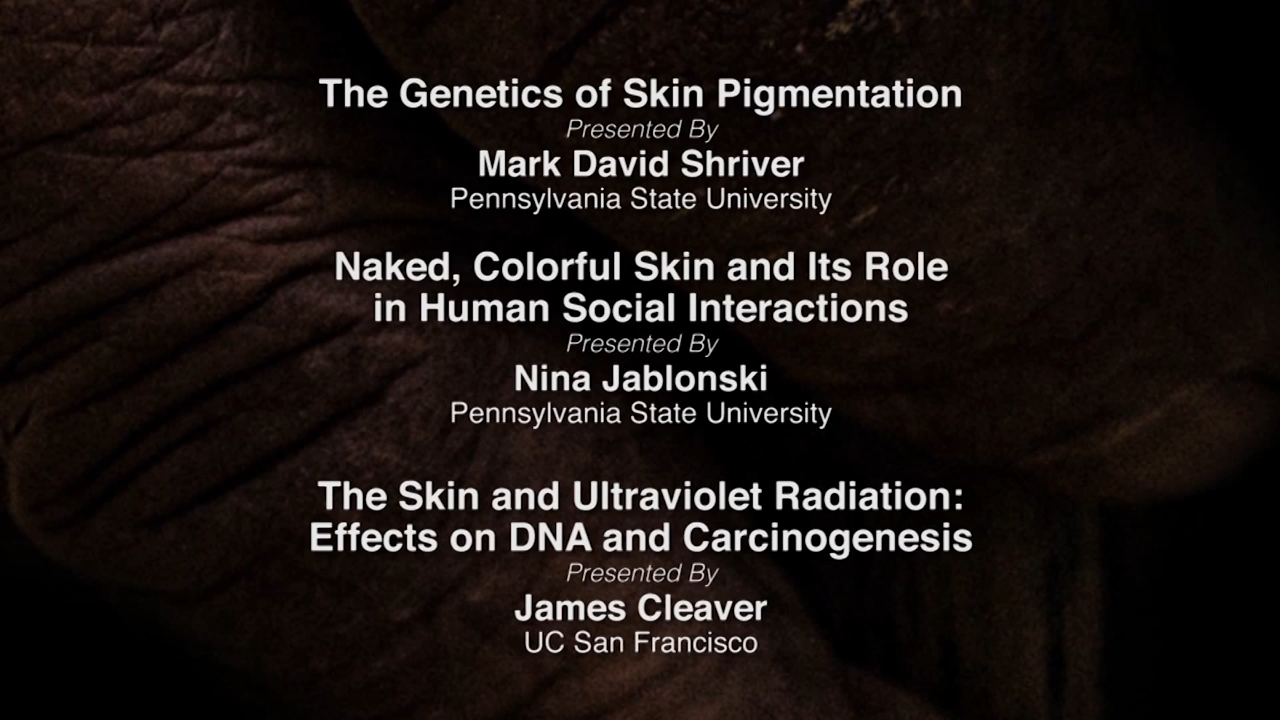 The Genetics of Skin Pigmentation
Presented By
Mark David Shriver
Pennsylvania State University
Naked, Colorful Skin and Its Role
in Human Social Interactions
Presented By
Nina Jablonski
Pennsylvania State University
The Skin and Ultraviolet Radiation:
Effects on DNA and Carcinogenesis
Presented By
James Cleaver
UC San Francisco